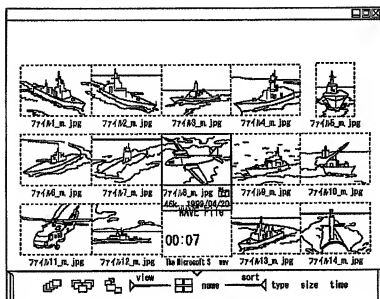 ファイル1_m.jpg ファイル2_m.jpg ファイル3_m.jpg ファイル4_m.jpg ファイル5_m.jpg
ファイル6_m.jpg ファイル7_m.jpg ファイル8_m.jpg ファイル9_m.jpg ファイル10_m.jpg
46k, 1999/04/20
WAVE File
00:07
ファイル11_m.jpg ファイル12_m.jpg The Microsoft S wav ファイル13_m.jpg ファイル14_m.jpg
view sort
name type size time